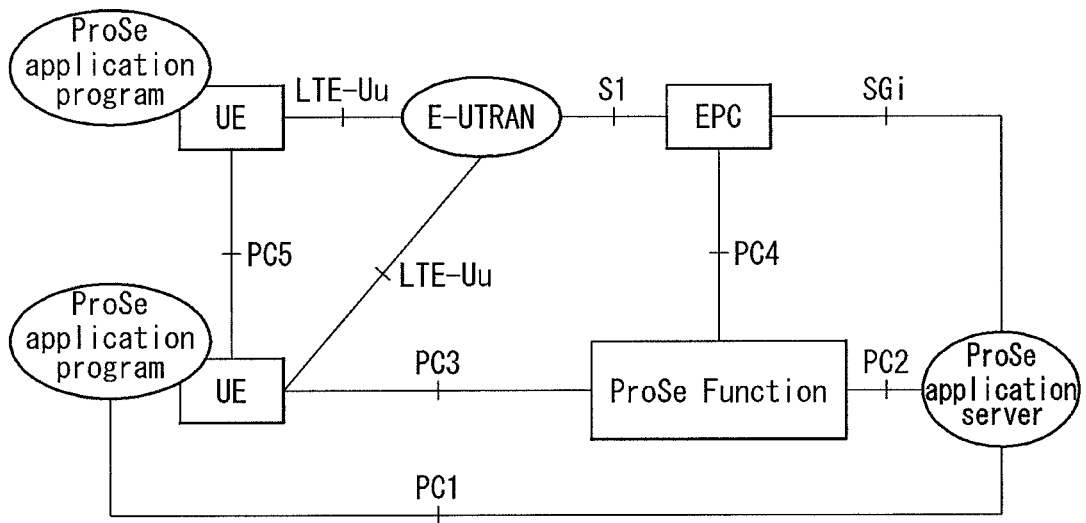 ProSe
application
program
UE
LTE-Uu
E-UTRAN
S1
EPC
SGi
PC5
LTE-Uu
PC4
ProSe
application
program
UE
PC3
ProSe Function
PC2
ProSe
application
server
PC1